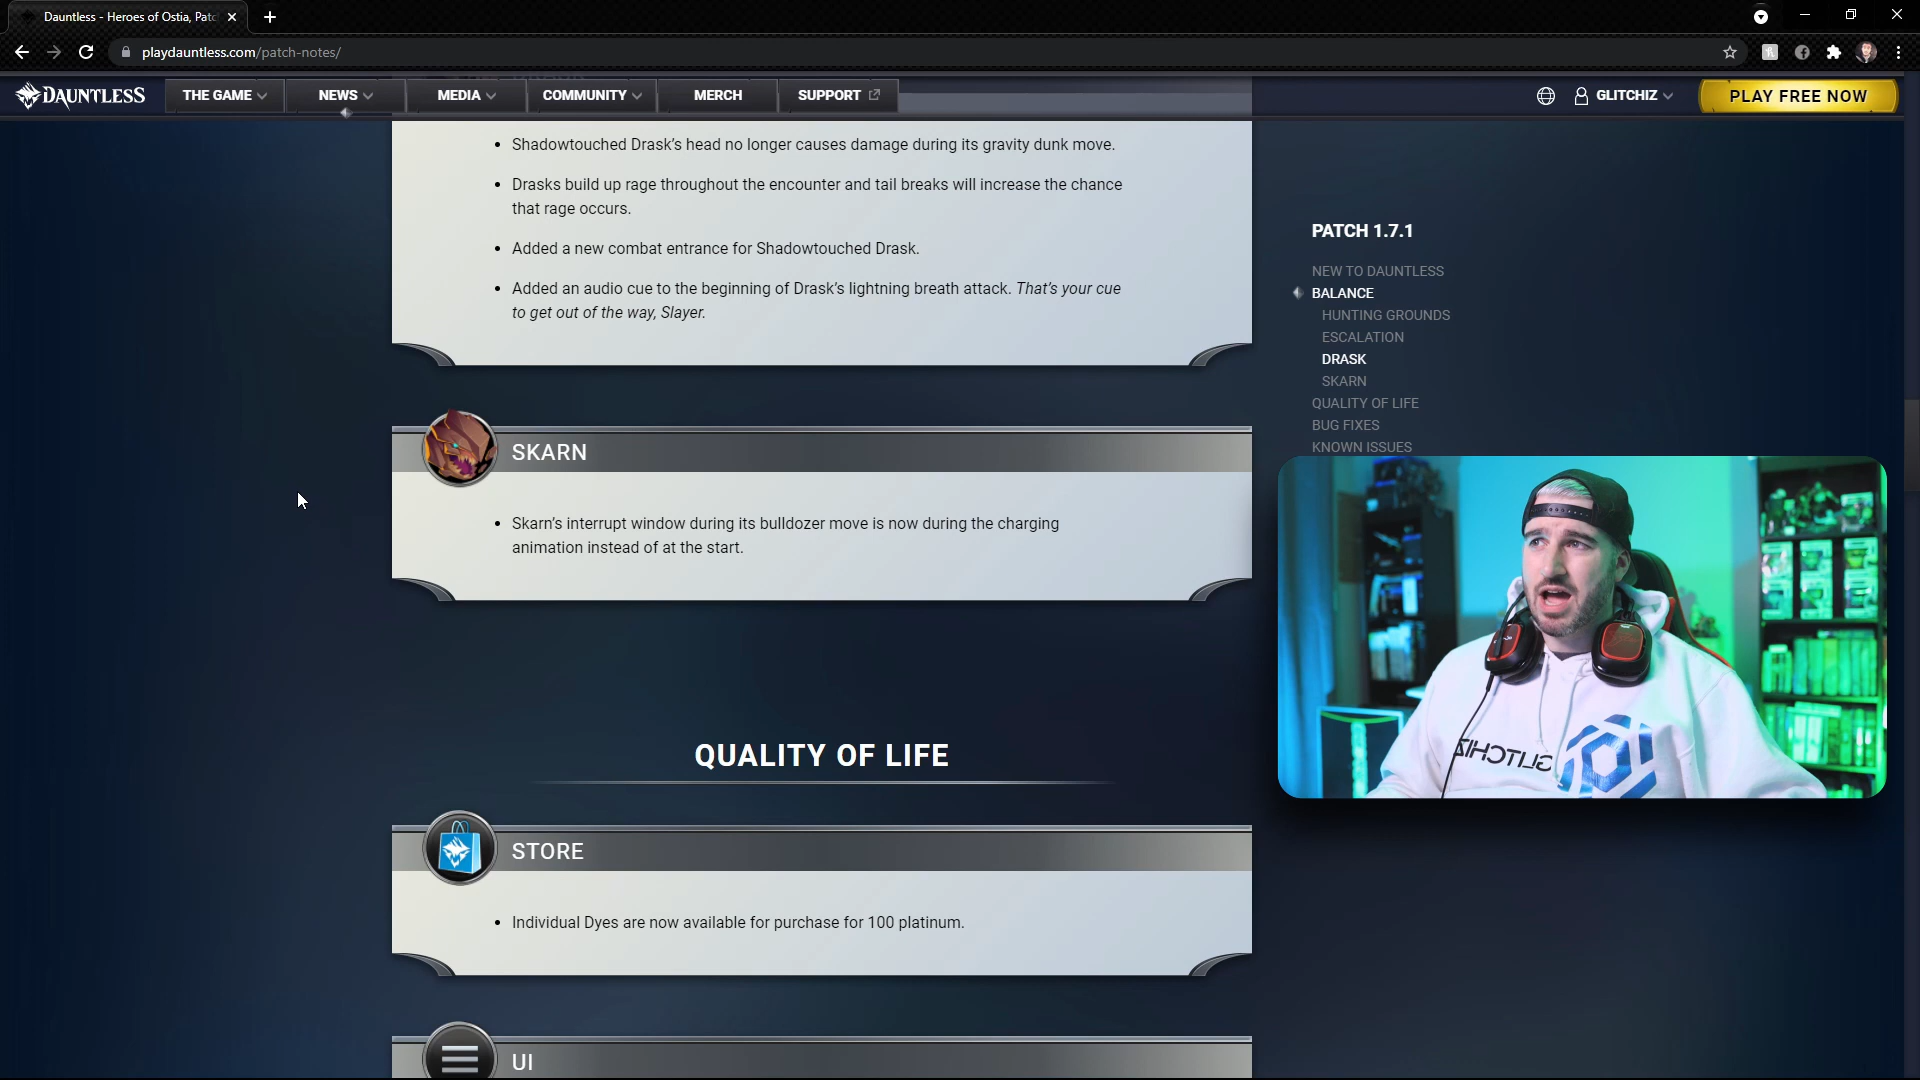 Dauntless - Heroes of Ostia, Patc
playdauntless.com/patch-notes/
DAUNTLESS
THE GAME
NEWS
MEDIA
COMMUNITY
MERCH
SUPPORT
GLITCHIZ
PLAY FREE NOW
• Shadowtouched Drask's head no longer causes damage during its gravity dunk move.
• Drasks build up rage throughout the encounter and tail breaks will increase the chance
that rage occurs.
• Added a new combat entrance for Shadowtouched Drask.
• Added an audio cue to the beginning of Drask's lightning breath attack. That's your cue
to get out of the way, Slayer.
SKARN
• Skarn's interrupt window during its bulldozer move is now during the charging
animation instead of at the start.
QUALITY OF LIFE
STORE
• Individual Dyes are now available for purchase for 100 platinum.
UI
PATCH 1.7.1
NEW TO DAUNTLESS
BALANCE
HUNTING GROUNDS
ESCALATION
DRASK
SKARN
QUALITY OF LIFE
BUG FIXES
KNOWN ISSUES
GLITCHIZ